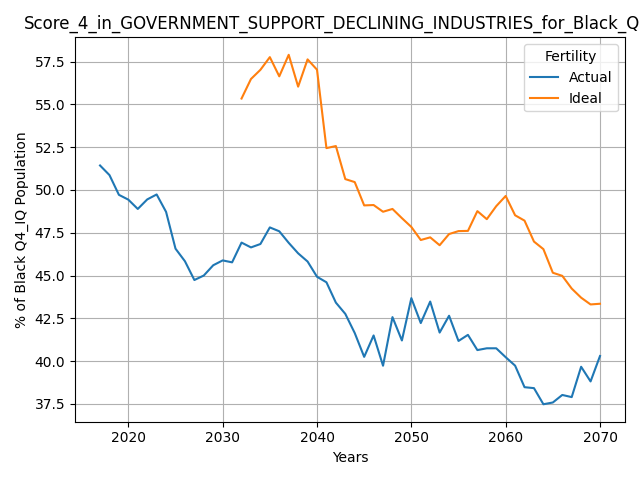 Score_4_in_GOVERNMENT_SUPPORT_DECLINING_INDUSTRIES_for_Black_Q
Fertility
Actual
Ideal
57.5
55.0
52.5
50.0
47.5
45.0
42.5
40.0
37.5
% of Black Q4_IQ Population
2020 2030 2040 2050 2060 2070
Years